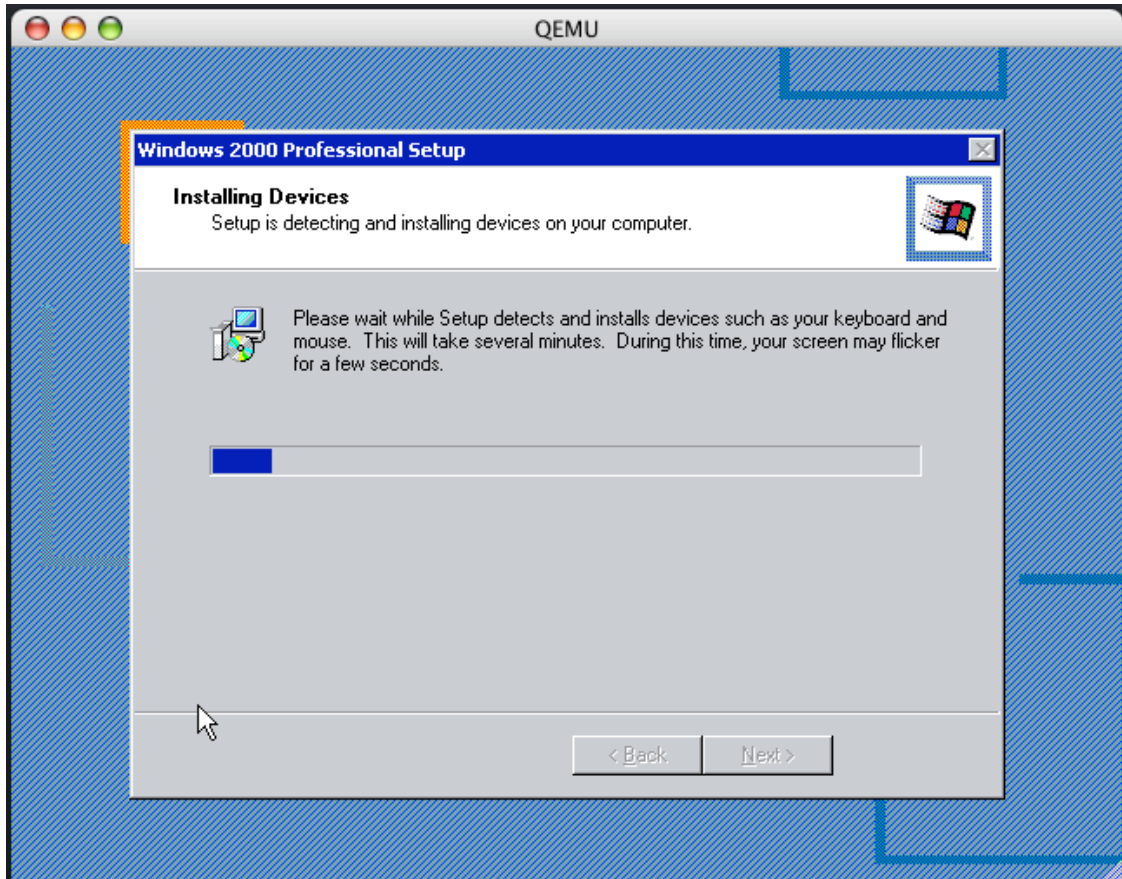 QEMU
Windows 2000 Professional Setup
Installing Devices
Setup is detecting and installing devices on your computer.
Please wait while Setup detects and installs devices such as your keyboard and
mouse. This will take several minutes. During this time, your screen may flicker
for a few seconds.
< Back
Next >